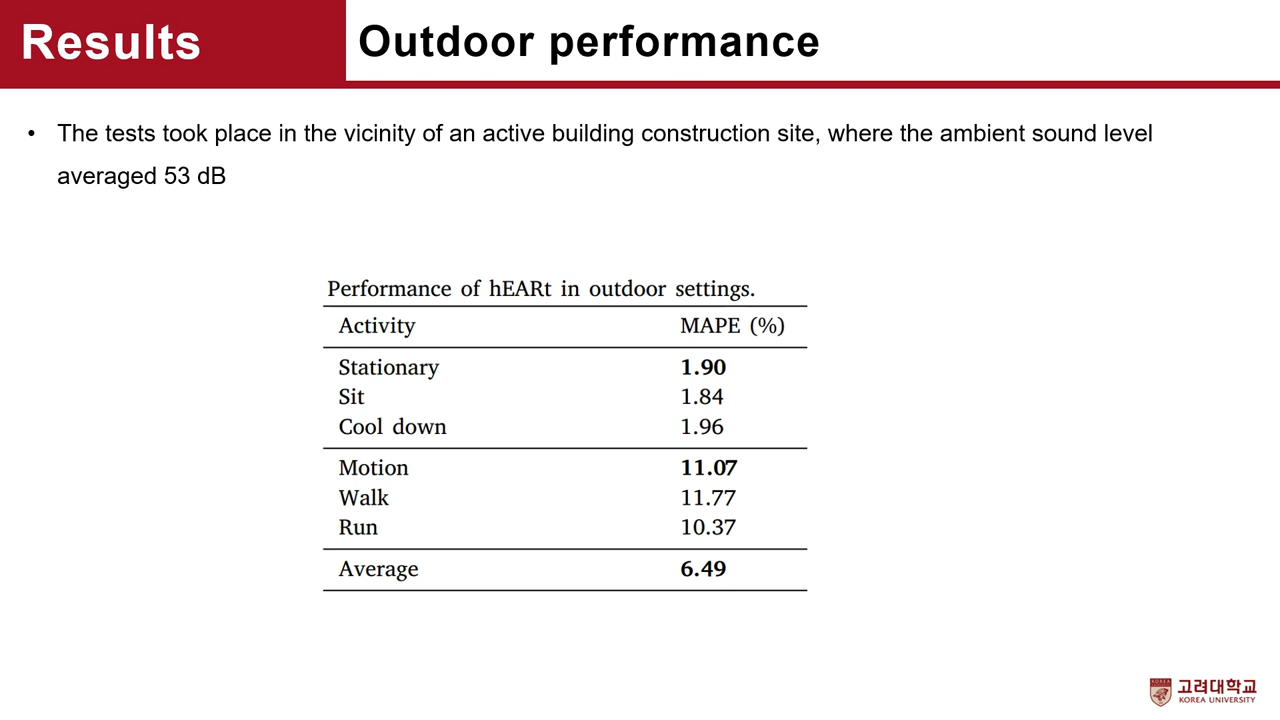 Results
Outdoor performance
• The tests took place in the vicinity of an active building construction site, where the ambient sound level
averaged 53 dB
Performance of hEARt in outdoor settings.
Activity MAPE (%)
Stationary 1.90
Sit 1.84
Cool down 1.96
Motion 11.07
Walk 11.77
Run 10.37
Average 6.49
고려대학교
KOREA UNIVERSITY